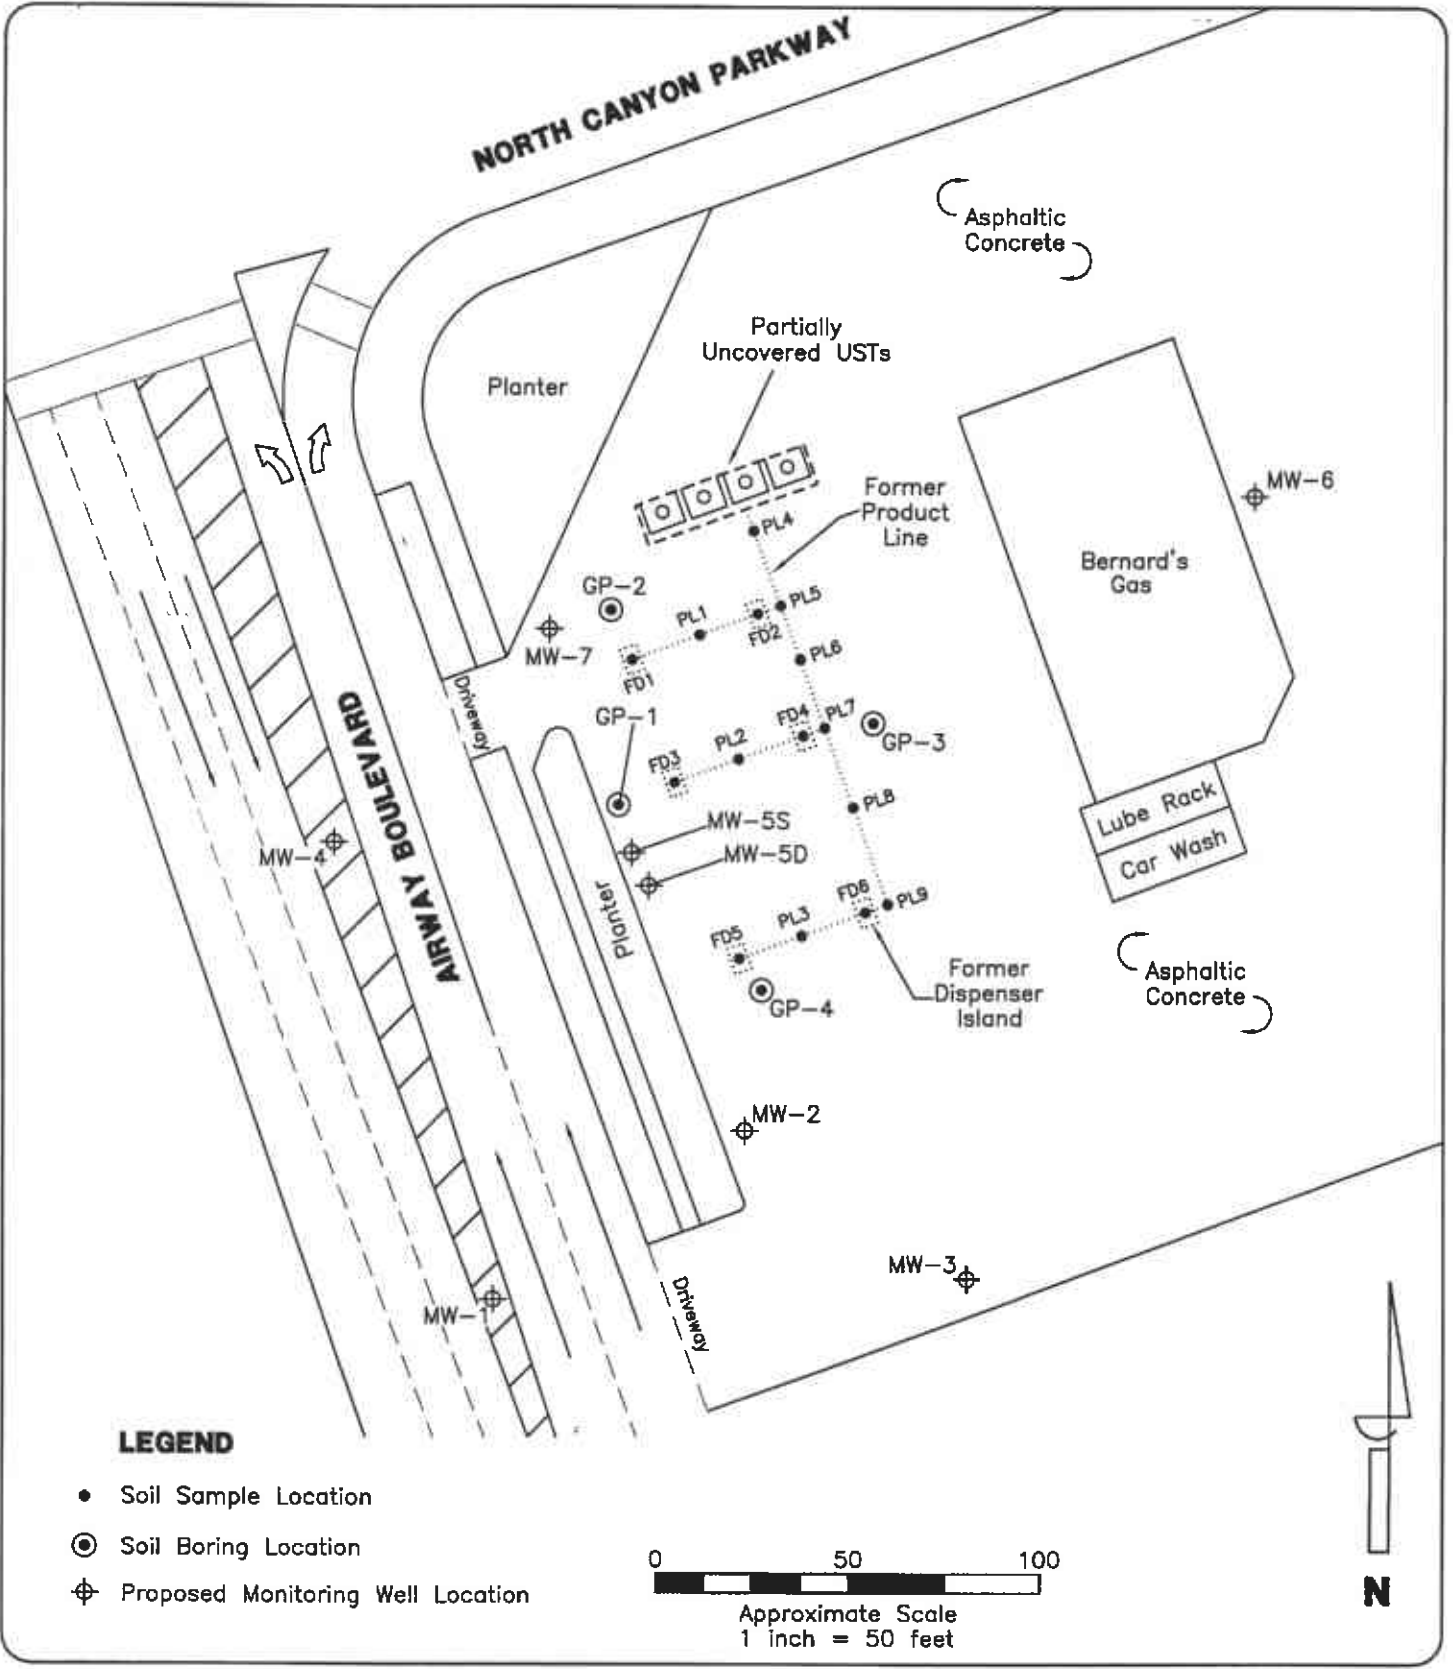 NORTH CANYON PARKWAY
Asphaltic
Concrete
Partially
Uncovered USTs
Planter
Former
Product
Line
MW-6
PL4
Bernard's
Gas
GP-2
PL1
PL5
FD2
MW-7
FD1
PL6
Driveway
GP-1
AIRWAY BOULEVARD
FD4
PL7
GP-3
PL2
FD3
Lube Rack
PL8
MW-5S
Car Wash
MW-4
MW-5D
Planter
FD6
PL9
PL3
FD5
Former
Dispenser
Island
Asphaltic
Concrete
GP-4
MW-2
MW-3
Driveway
MW-1
LEGEND
Soil Sample Location
Soil Boring Location
Proposed Monitoring Well Location
0 50 100
Approximate Scale
1 inch = 50 feet
N